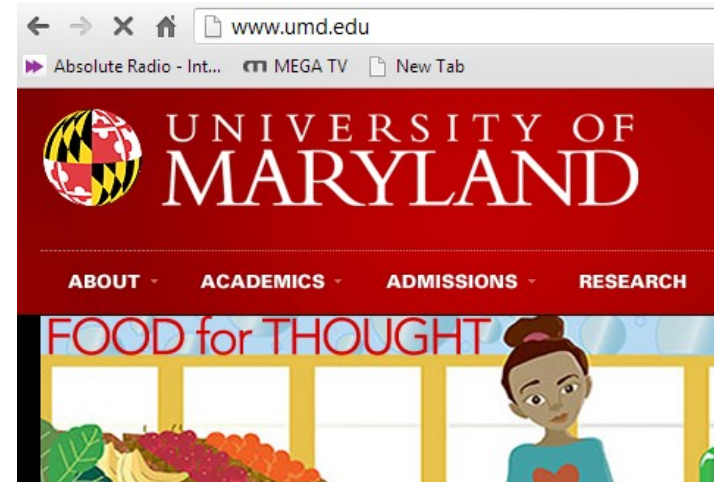 www.umd.edu
Absolute Radio - Int... MEGA TV New Tab
UNIVERSITY OF
MARYLAND
ABOUT ACADEMICS ADMISSIONS RESEARCH
FOOD for THOUGHT